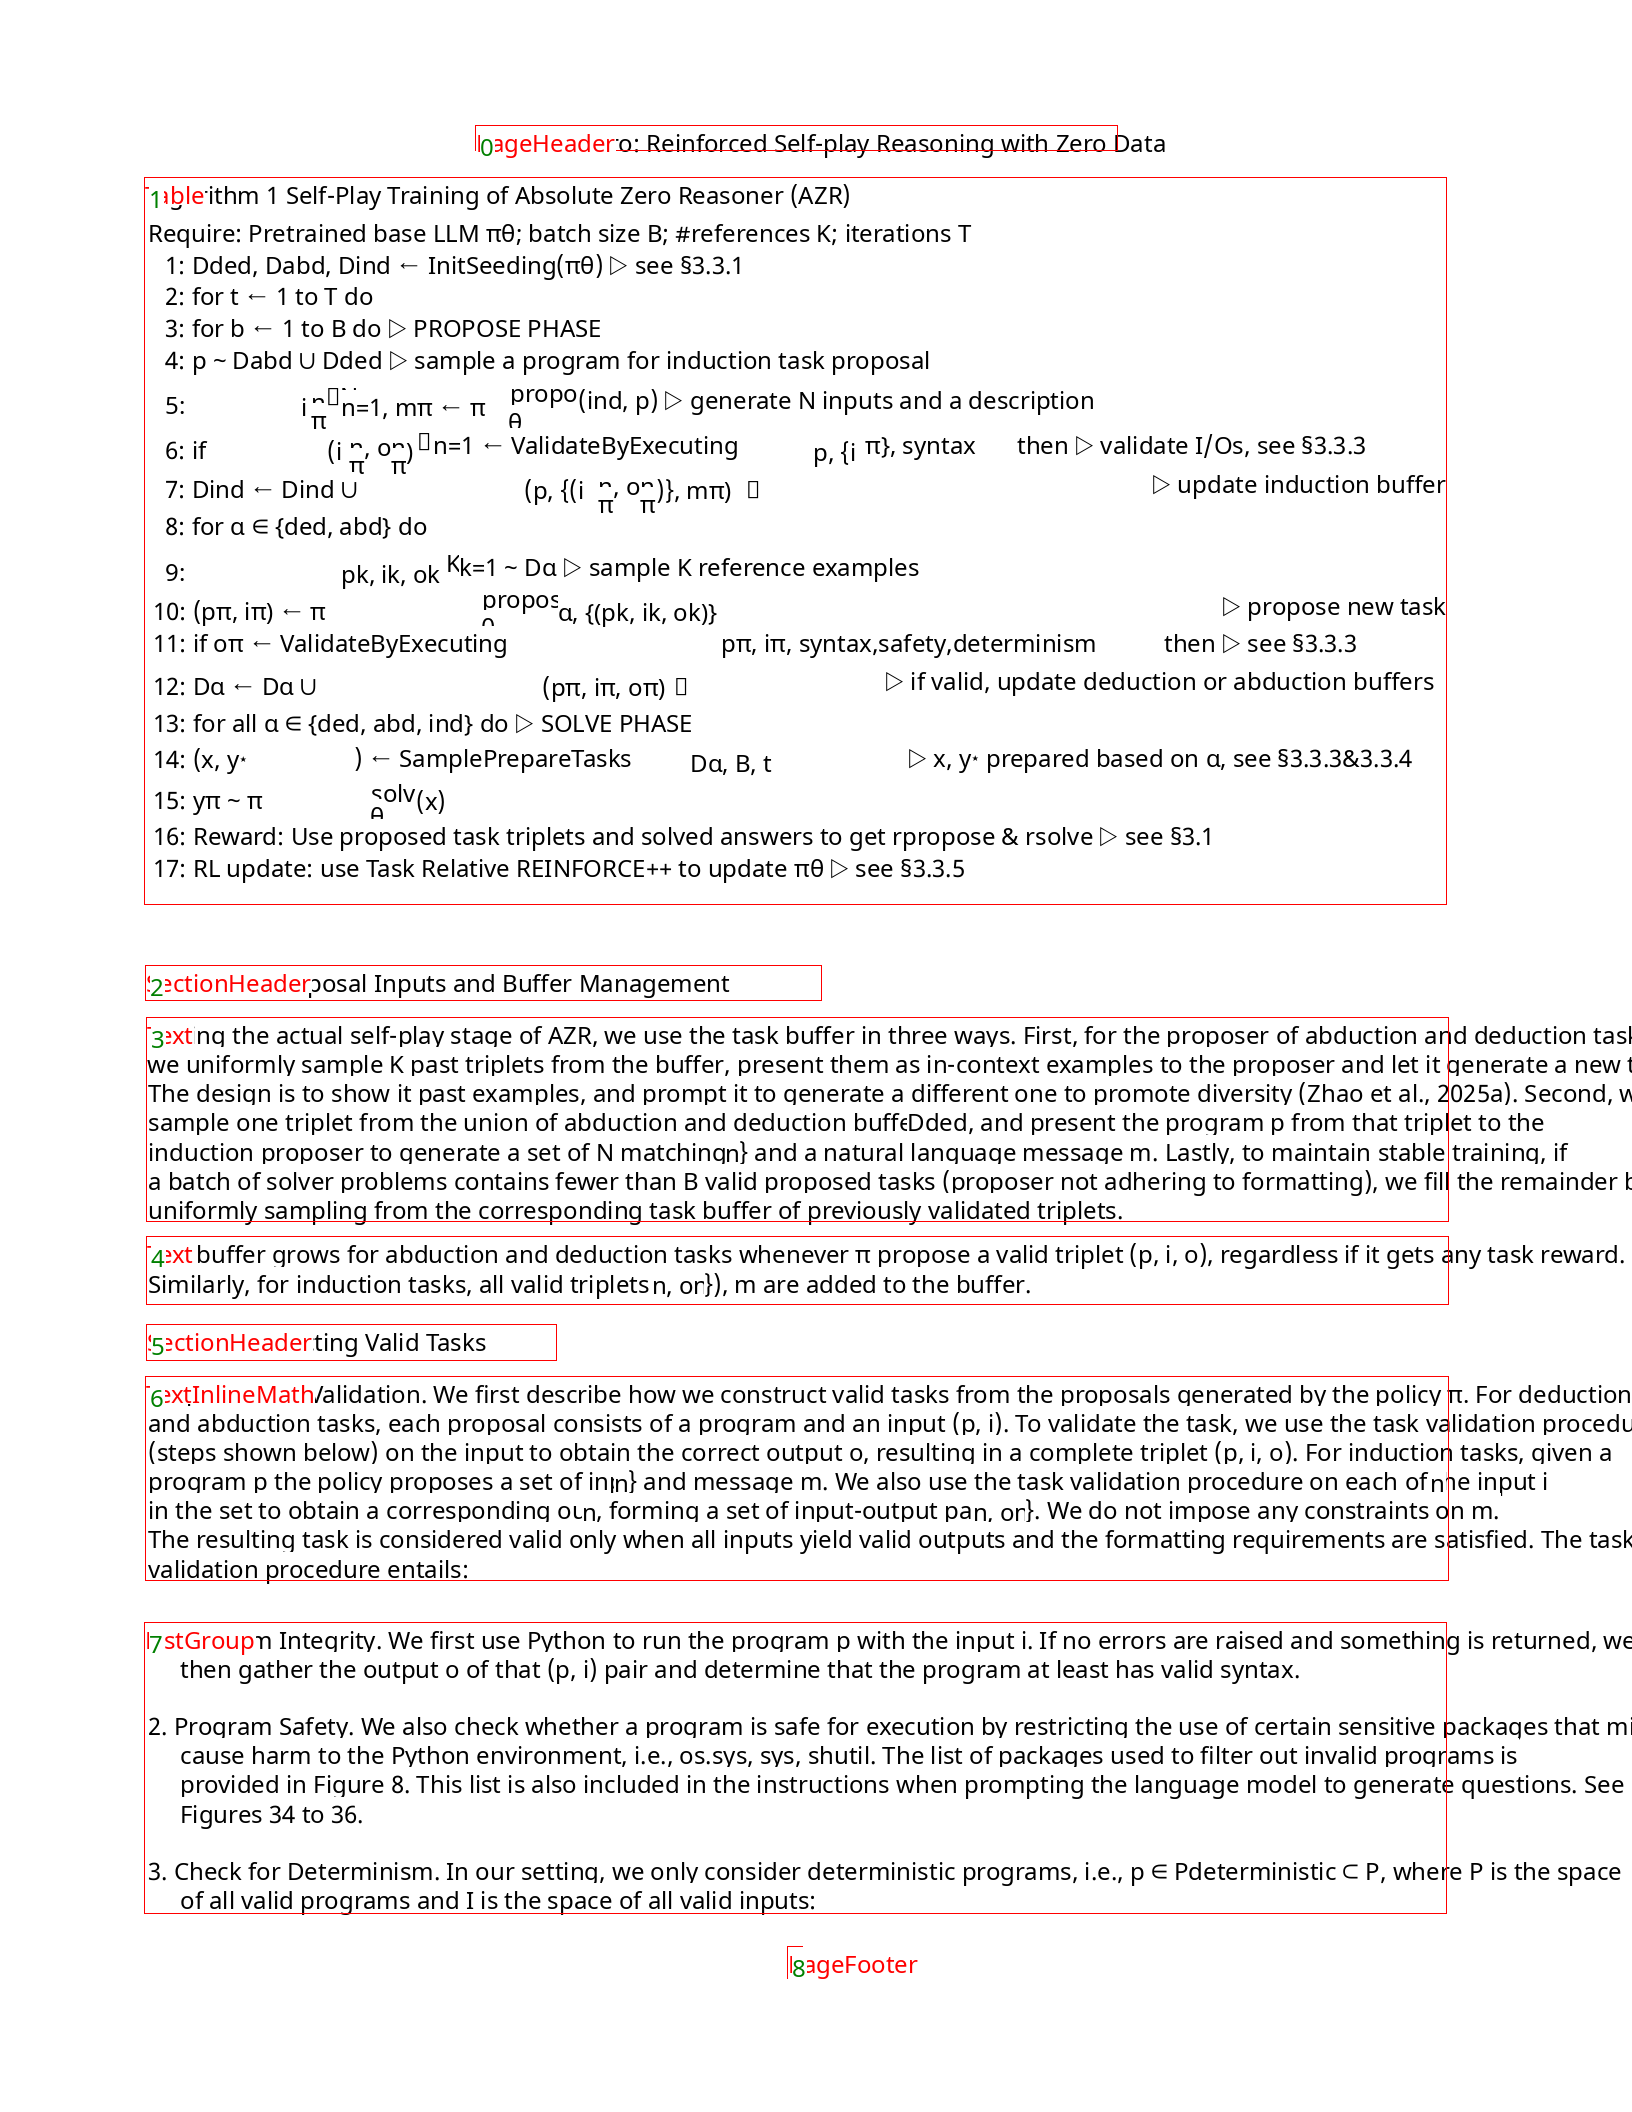 PageHeader o: Reinforced Self-play Reasoning with Zero Data
0
Table rithm 1 Self-Play Training of Absolute Zero Reasoner (AZR)
1
Require: Pretrained base LLM πθ; batch size B; #references K; iterations T
1: Dded, Dabd, Dind ← InitSeeding(πθ) ▷ see §3.3.1
2: for t ← 1 to T do
3: for b ← 1 to B do ▷ PROPOSE PHASE
4: p ~ Dabd ∪ Dded ▷ sample a program for induction task proposal
5: i n π n=1, mπ ← π propo θ (ind, p) ▷ generate N inputs and a description
6: if (i n π, on π) n=1 ← ValidateByExecuting p, {i π}, syntax then ▷ validate I/Os, see §3.3.3
7: Dind ← Dind ∪ (p, {(i n π, on π)}, mπ) ▷ update induction buffer
8: for α ∈ {ded, abd} do
9: pk, ik, ok Kk=1 ~ Dα ▷ sample K reference examples
10: (pπ, iπ) ← π propos θ α, {(pk, ik, ok)} ▷ propose new task
11: if oπ ← ValidateByExecuting pπ, iπ, syntax,safety,determinism then ▷ see §3.3.3
12: Dα ← Dα ∪ (pπ, iπ, oπ) ▷ if valid, update deduction or abduction buffers
13: for all α ∈ {ded, abd, ind} do ▷ SOLVE PHASE
14: (x, y⋆ ) ← SamplePrepareTasks Dα, B, t ▷ x, y⋆ prepared based on α, see §3.3.3&3.3.4
15: yπ ~ π solv θ (x)
16: Reward: Use proposed task triplets and solved answers to get rpropose & rsolve ▷ see §3.1
17: RL update: use Task Relative REINFORCE++ to update πθ ▷ see §3.3.5
SectionHeader posal Inputs and Buffer Management
2
Text ing the actual self-play stage of AZR, we use the task buffer in three ways. First, for the proposer of abduction and deduction task
3
we uniformly sample K past triplets from the buffer, present them as in-context examples to the proposer and let it generate a new t
The design is to show it past examples, and prompt it to generate a different one to promote diversity (Zhao et al., 2025a). Second, w
sample one triplet from the union of abduction and deduction buffe Dded, and present the program p from that triplet to the
induction proposer to generate a set of N matching n} and a natural language message m. Lastly, to maintain stable training, if
a batch of solver problems contains fewer than B valid proposed tasks (proposer not adhering to formatting), we fill the remainder b
uniformly sampling from the corresponding task buffer of previously validated triplets.
Text buffer grows for abduction and deduction tasks whenever π propose a valid triplet (p, i, o), regardless if it gets any task reward.
4
Similarly, for induction tasks, all valid triplets n, on}), m are added to the buffer.
SectionHeader ting Valid Tasks
5
TextInlineMath Validation. We first describe how we construct valid tasks from the proposals generated by the policy π. For deduction
6
and abduction tasks, each proposal consists of a program and an input (p, i). To validate the task, we use the task validation procedu
(steps shown below) on the input to obtain the correct output o, resulting in a complete triplet (p, i, o). For induction tasks, given a
program p the policy proposes a set of inp n} and message m. We also use the task validation procedure on each of n he input i
in the set to obtain a corresponding ou n, forming a set of input-output pa n, on}. We do not impose any constraints on m.
The resulting task is considered valid only when all inputs yield valid outputs and the formatting requirements are satisfied. The task
validation procedure entails:
ListGroup m Integrity. We first use Python to run the program p with the input i. If no errors are raised and something is returned, we
7
then gather the output o of that (p, i) pair and determine that the program at least has valid syntax.
2. Program Safety. We also check whether a program is safe for execution by restricting the use of certain sensitive packages that mi
cause harm to the Python environment, i.e., os.sys, sys, shutil. The list of packages used to filter out invalid programs is
provided in Figure 8. This list is also included in the instructions when prompting the language model to generate questions. See
Figures 34 to 36.
3. Check for Determinism. In our setting, we only consider deterministic programs, i.e., p ∈ Pdeterministic ⊂ P, where P is the space
of all valid programs and I is the space of all valid inputs:
PageFooter
8